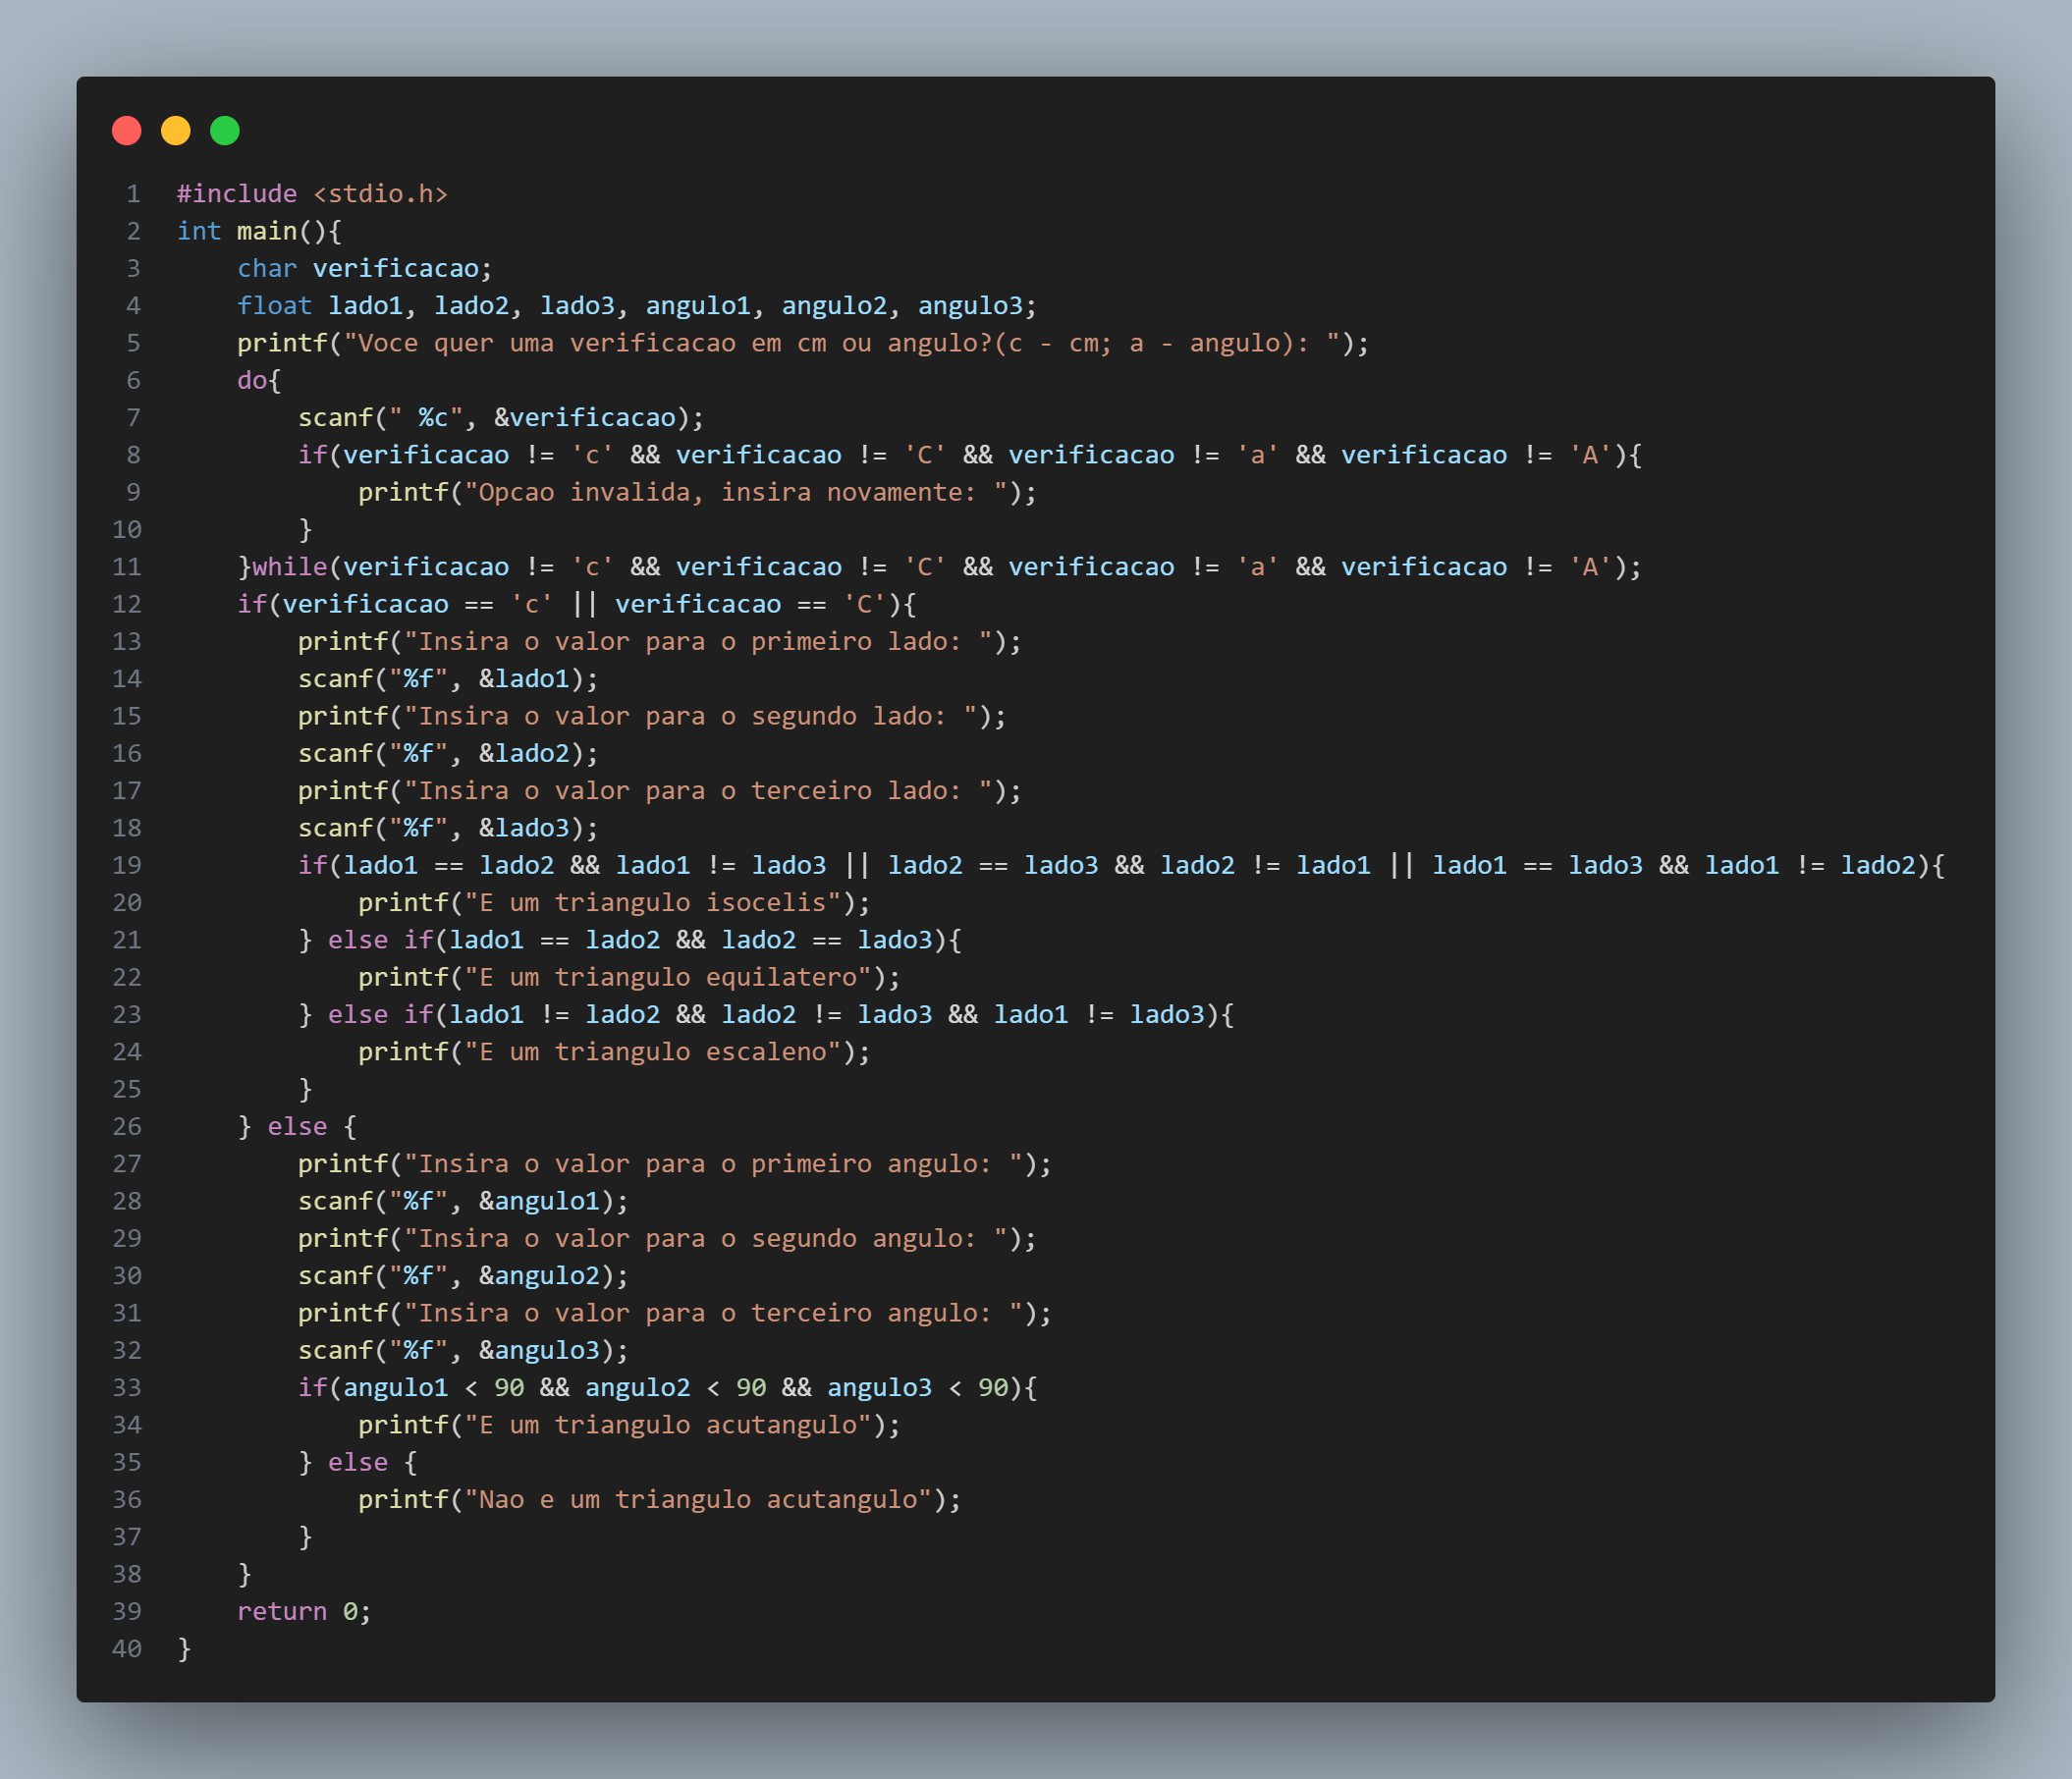 1 #include <stdio.h>
2 int main(){
3     char verificacao;
4     float lado1, lado2, lado3, angulo1, angulo2, angulo3;
5     printf("Voce quer uma verificacao em cm ou angulo?(c - cm; a - angulo): ");
6     do{
7         scanf(" %c", &verificacao);
8         if(verificacao != 'c' && verificacao != 'C' && verificacao != 'a' && verificacao != 'A'){
9             printf("Opcao invalida, insira novamente: ");
10         }
11     }while(verificacao != 'c' && verificacao != 'C' && verificacao != 'a' && verificacao != 'A');
12     if(verificacao == 'c' || verificacao == 'C'){
13         printf("Insira o valor para o primeiro lado: ");
14         scanf("%f", &lado1);
15         printf("Insira o valor para o segundo lado: ");
16         scanf("%f", &lado2);
17         printf("Insira o valor para o terceiro lado: ");
18         scanf("%f", &lado3);
19         if(lado1 == lado2 && lado1 != lado3 || lado2 == lado3 && lado2 != lado1 || lado1 == lado3 && lado1 != lado2){
20             printf("E um triangulo isocelis");
21         } else if(lado1 == lado2 && lado2 == lado3){
22             printf("E um triangulo equilatero");
23         } else if(lado1 != lado2 && lado2 != lado3 && lado1 != lado3){
24             printf("E um triangulo escaleno");
25         }
26     } else {
27         printf("Insira o valor para o primeiro angulo: ");
28         scanf("%f", &angulo1);
29         printf("Insira o valor para o segundo angulo: ");
30         scanf("%f", &angulo2);
31         printf("Insira o valor para o terceiro angulo: ");
32         scanf("%f", &angulo3);
33         if(angulo1 < 90 && angulo2 < 90 && angulo3 < 90){
34             printf("E um triangulo acutangulo");
35         } else {
36             printf("Nao e um triangulo acutangulo");
37         }
38     }
39     return 0;
40 }